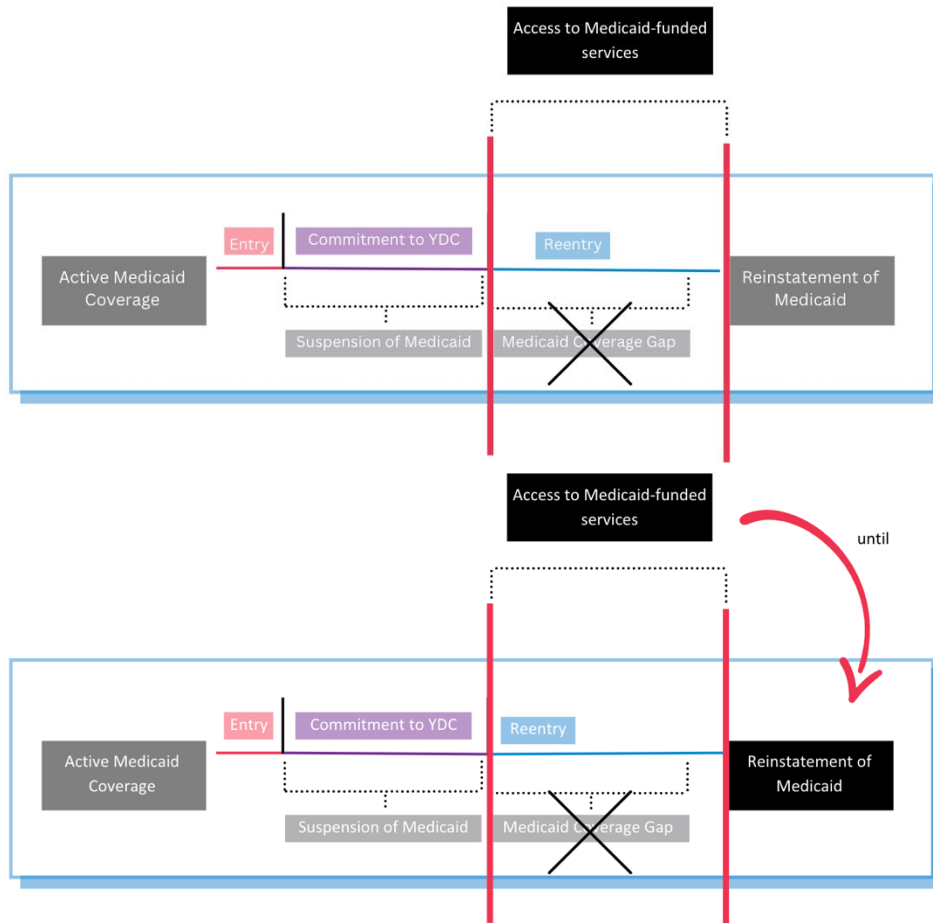 Access to Medicaid-funded
services
Entry
Commitment to YDC
Reentry
Active Medicaid
Coverage
Reinstatement of
Medicaid
Suspension of Medicaid
Medicaid Coverage Gap
Access to Medicaid-funded
services
until
Entry
Commitment to YDC
Reentry
Active Medicaid
Coverage
Reinstatement of
Medicaid
Suspension of Medicaid
Medicaid Coverage Gap